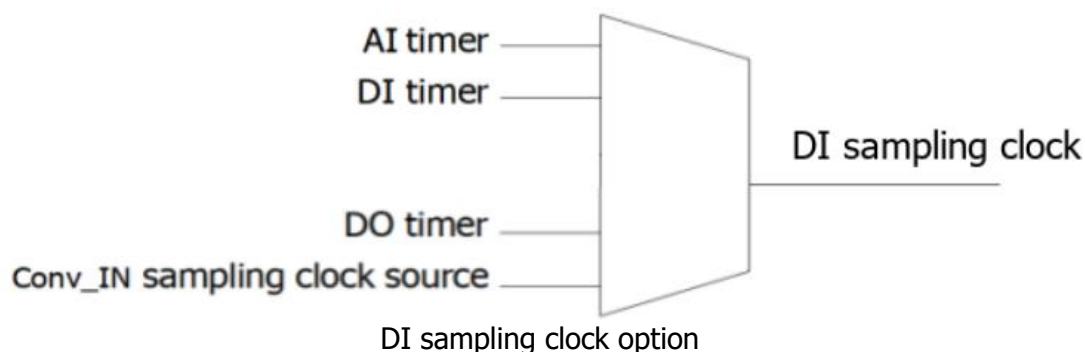 AI timer
DI timer
DI sampling clock
DO timer
Conv_IN sampling clock source
DI sampling clock option